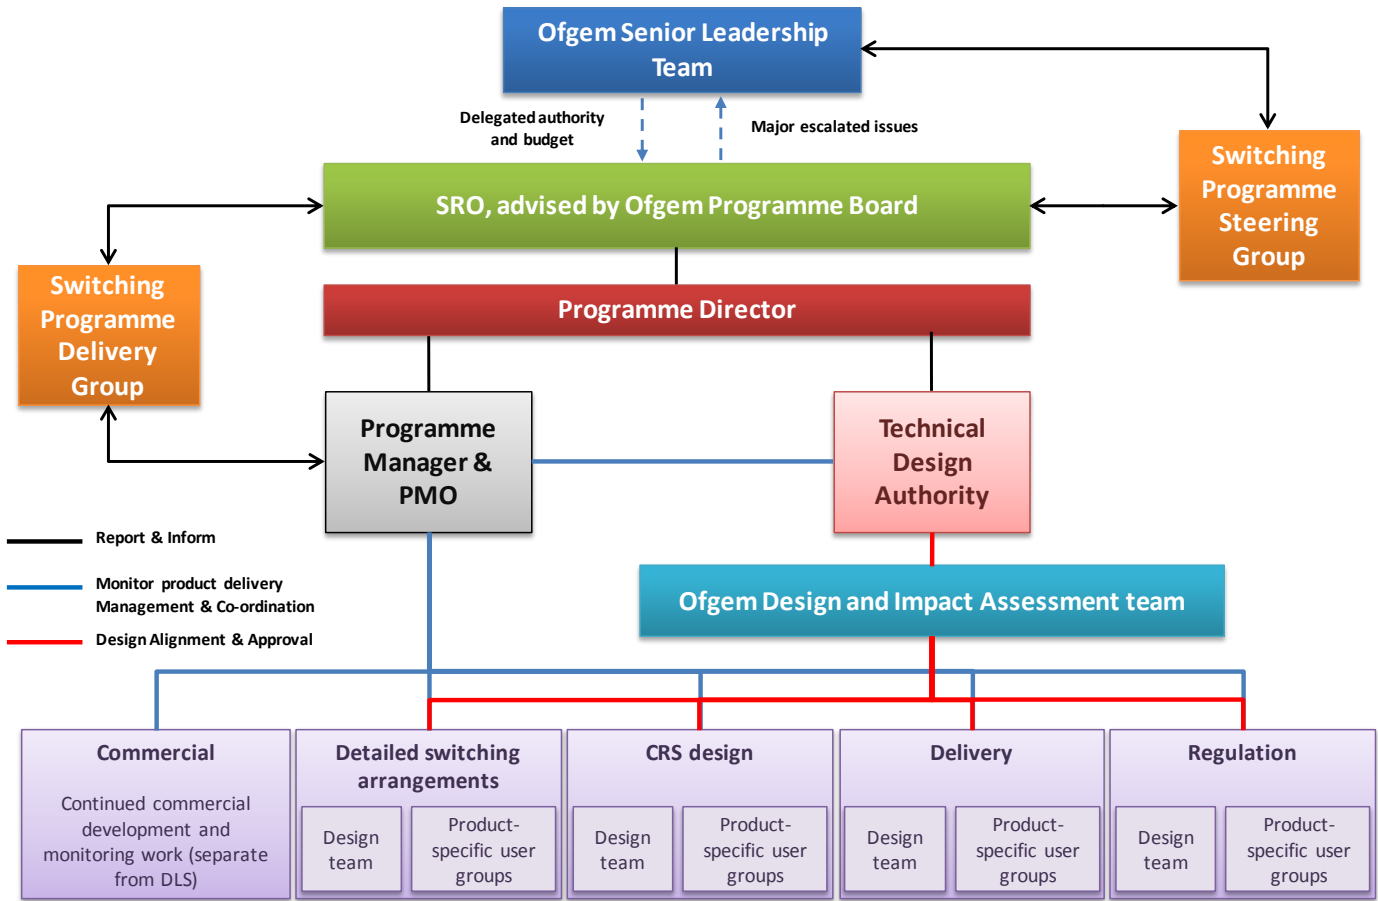 Ofgem Senior Leadership
Team
Delegated authority
and budget
Major escalated issues
Switching
Programme
Steering
Group
SRO, advised by Ofgem Programme Board
Switching
Programme
Delivery
Group
Programme Director
Programme
Manager &
PMO
Technical
Design
Authority
Report & Inform
Monitor product delivery
Management & Co-ordination
Design Alignment & Approval
Ofgem Design and Impact Assessment team
Commercial
Continued commercial
development and
monitoring work (separate
from DLS)
Detailed switching
arrangements
Design
team
Product-
specific user
groups
CRS design
Design
team
Product-
specific user
groups
Delivery
Design
team
Product-
specific user
groups
Regulation
Design
team
Product-
specific user
groups